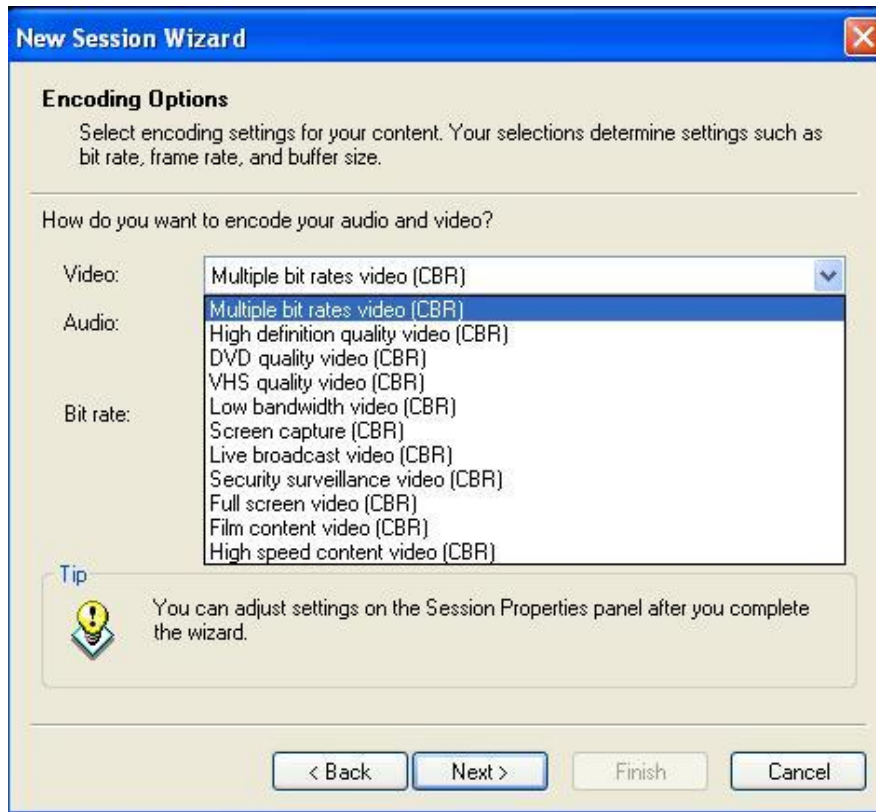 New Session Wizard
Encoding Options
Select encoding settings for your content. Your selections determine settings such as
bit rate, frame rate, and buffer size.
How do you want to encode your audio and video?
Video:
Multiple bit rates video (CBR)
Audio:
Bit rate:
Multiple bit rates video (CBR)
High definition quality video (CBR)
DVD quality video (CBR)
VHS quality video (CBR)
Low bandwidth video (CBR)
Screen capture (CBR)
Live broadcast video (CBR)
Security surveillance video (CBR)
Full screen video (CBR)
Film content video (CBR)
High speed content video (CBR)
Tip
You can adjust settings on the Session Properties panel after you complete
the wizard.
< Back
Next >
Finish
Cancel